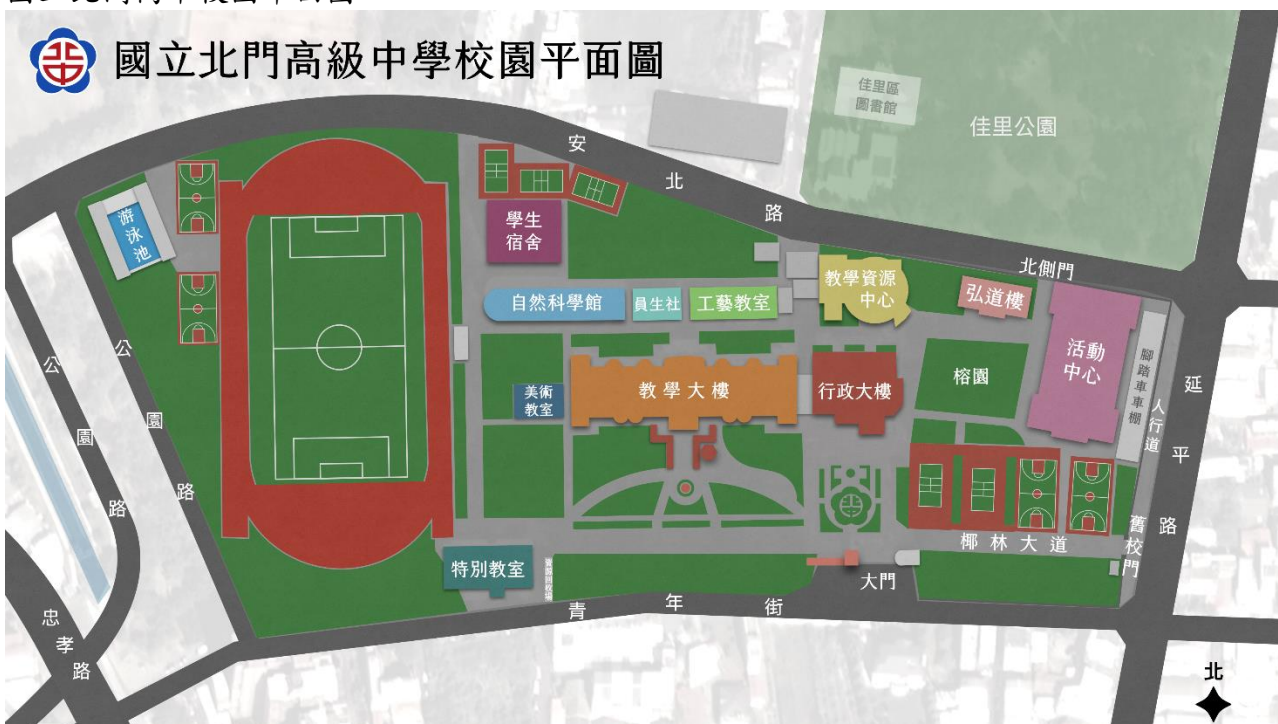 國立北門高級中學校園平面圖
佳里區
圖書館
佳里公園
安北路
游泳池
學生
宿舍
北側門
教學資源
中心
弘道樓
自然科學館
員生社
工藝教室
活動
中心
腳踏車車棚
人行道
延平路
公園路
公園路
美術
教室
教學大樓
行政大樓
榕園
椰林大道
舊校門
特別教室
資源回收場
大門
青年街
忠孝路
北